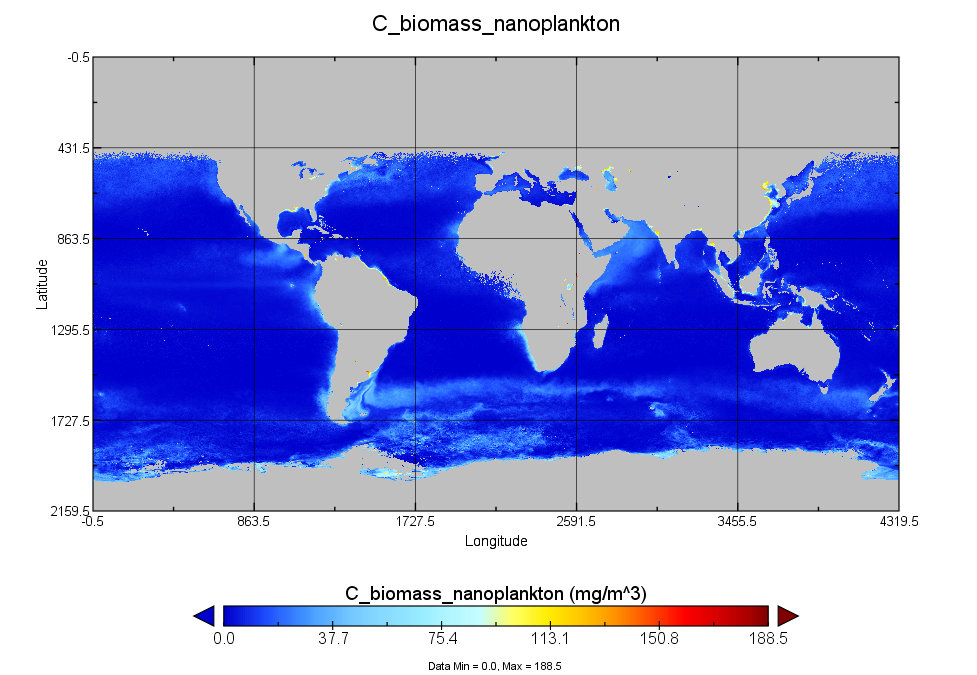 C_biomass_nanoplankton
-0.5
431.5
863.5
1295.5
1727.5
2159.5
Latitude
-0.5 863.5 1727.5 2591.5 3455.5 4319.5
Longitude
C_biomass_nanoplankton (mg/m^3)
0.0 37.7 75.4 113.1 150.8 188.5
Data Min = 0.0, Max = 188.5